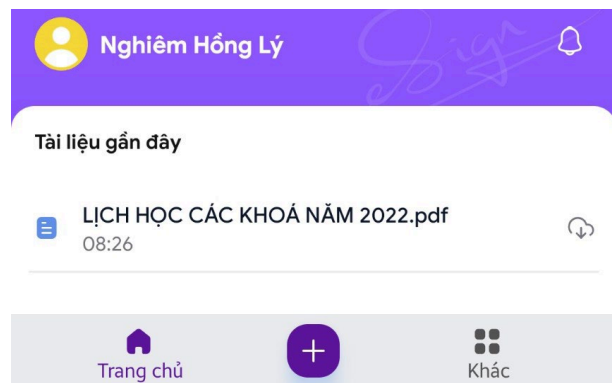 Nghiêm Hồng Lý
eSign
Tài liệu gần đây
LỊCH HỌC CÁC KHOÁ NĂM 2022.pdf
08:26
Trang chủ
Khác